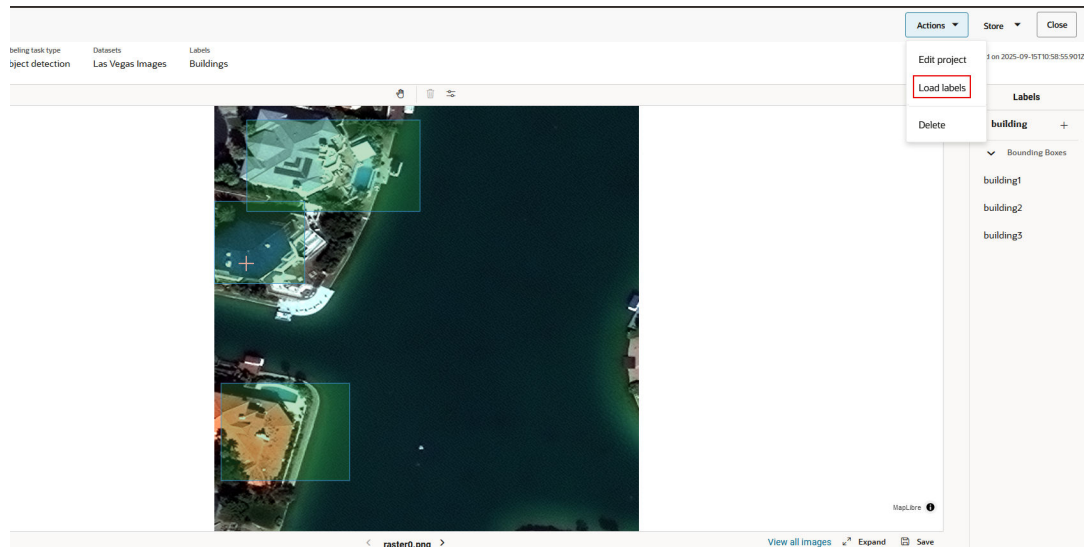 Actions
Store
Close
beling task type
Datasets
Labels
bject detection
Las Vegas Images
Buildings
Edit project
d on 2025-09-15T10:58:55.901Z
Load labels
Delete
Labels
building
+
Bounding Boxes
building1
building2
building3
MapLibre
raster0.png
View all images
Expand
Save